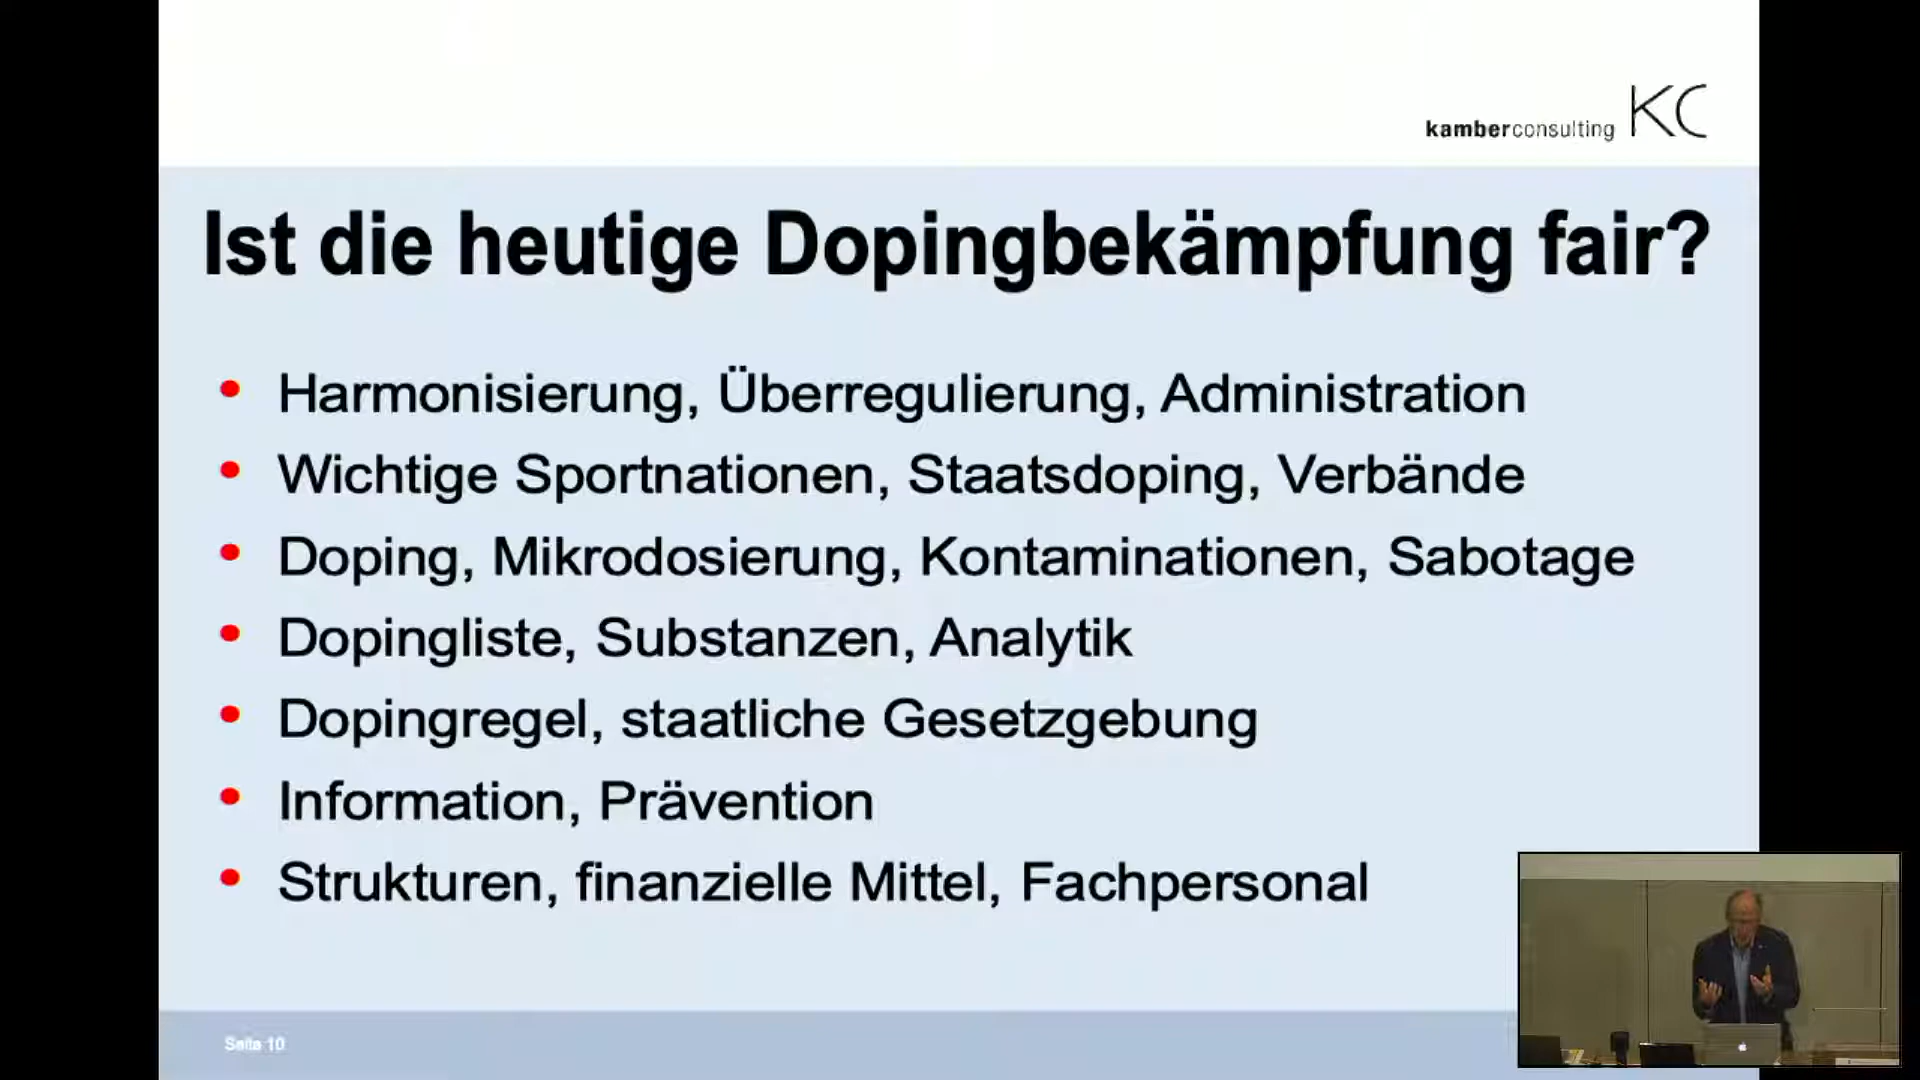 kamberconsulting KC
Ist die heutige Dopingbekämpfung fair?
• Harmonisierung, Überregulierung, Administration
• Wichtige Sportnationen, Staatsdoping, Verbände
• Doping, Mikrodosierung, Kontaminationen, Sabotage
• Dopingliste, Substanzen, Analytik
• Dopingregel, staatliche Gesetzgebung
• Information, Prävention
• Strukturen, finanzielle Mittel, Fachpersonal
Seite 10